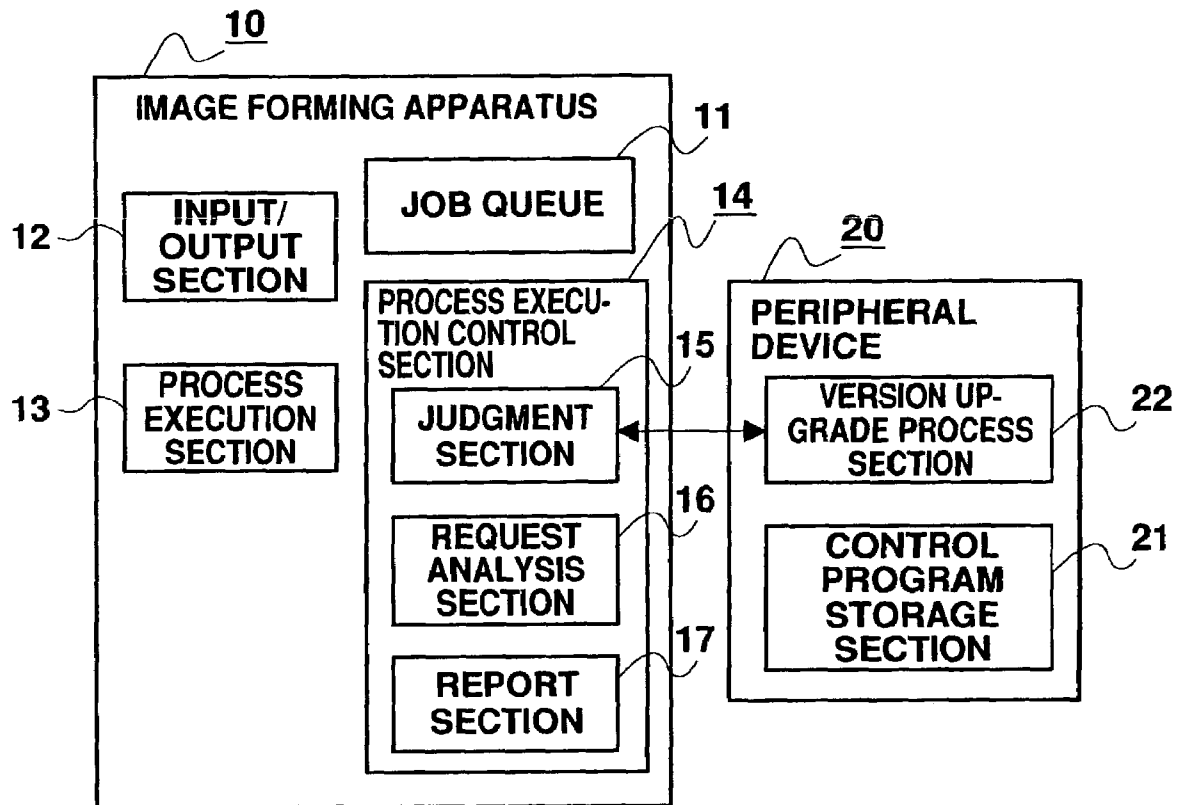 10
IMAGE FORMING APPARATUS
11
JOB QUEUE
12
INPUT/
OUTPUT
SECTION
14
PROCESS EXECU-
TION CONTROL
SECTION
13
PROCESS
EXECUTION
SECTION
15
JUDGMENT
SECTION
16
REQUEST
ANALYSIS
SECTION
17
REPORT
SECTION
20
PERIPHERAL
DEVICE
22
VERSION UP-
GRADE PROCESS
SECTION
21
CONTROL
PROGRAM
STORAGE
SECTION